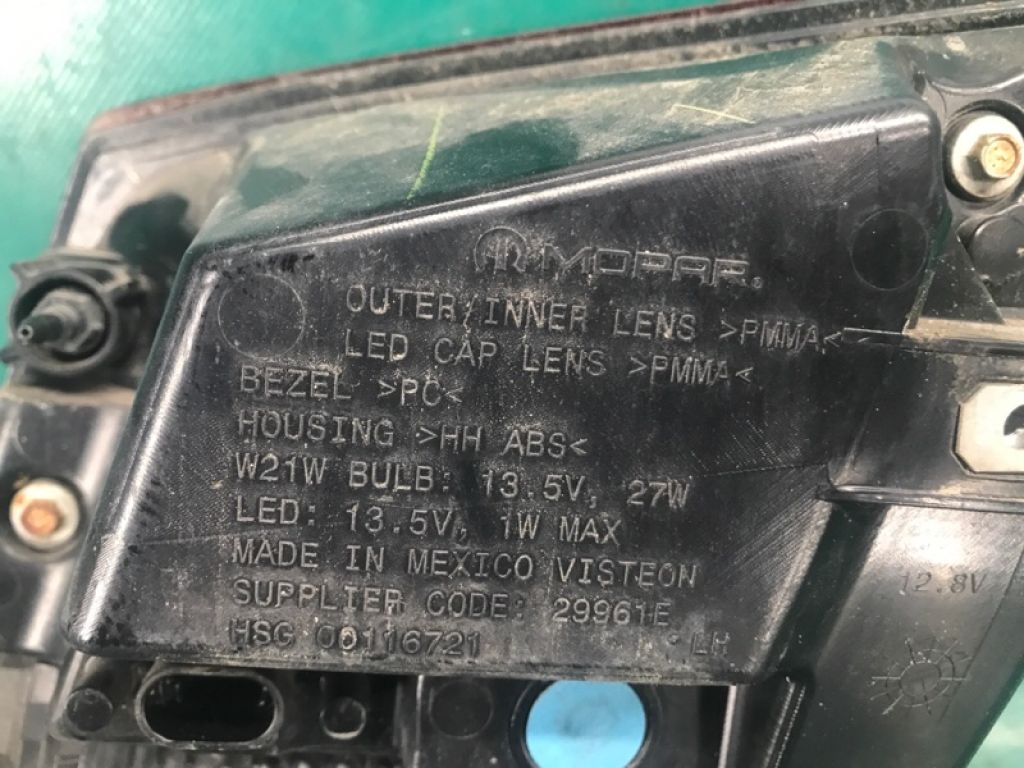 MOPAR.
OUTER/INNER LENS >PMMA<
LED CAP LENS >PMMA<
BEZEL >PC<
HOUSING >HH ABS<
W21W BULB: 13.5V, 27W
LED: 13.5V, 1W MAX
MADE IN MEXICO VISTEON
SUPPLIER CODE: 29961E
HSG 00116721
LH
12.8V